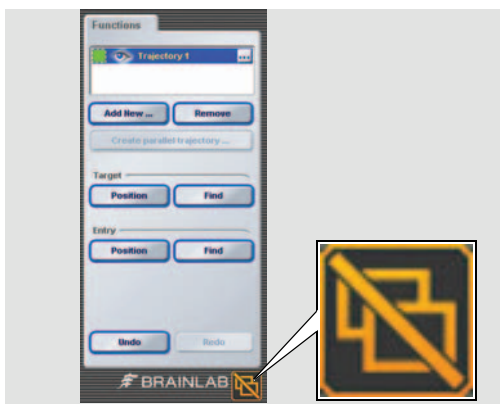 Functions
Trajectory 1 ...
Add New ... Remove
Create parallel trajectory ...
Target
Position Find
Entry
Position Find
Undo Redo
BRAINLAB